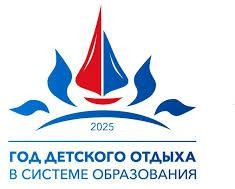 2025
ГОД ДЕТСКОГО ОТДЫХА
В СИСТЕМЕ ОБРАЗОВАНИЯ